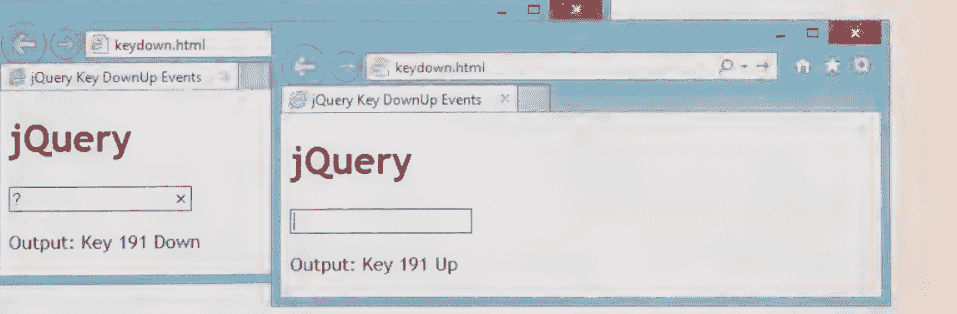 keydown.html
jQuery Key DownUp Events
jQuery
?
Output: Key 191 Down
keydown.html
jQuery Key DownUp Events
jQuery
Output: Key 191 Up